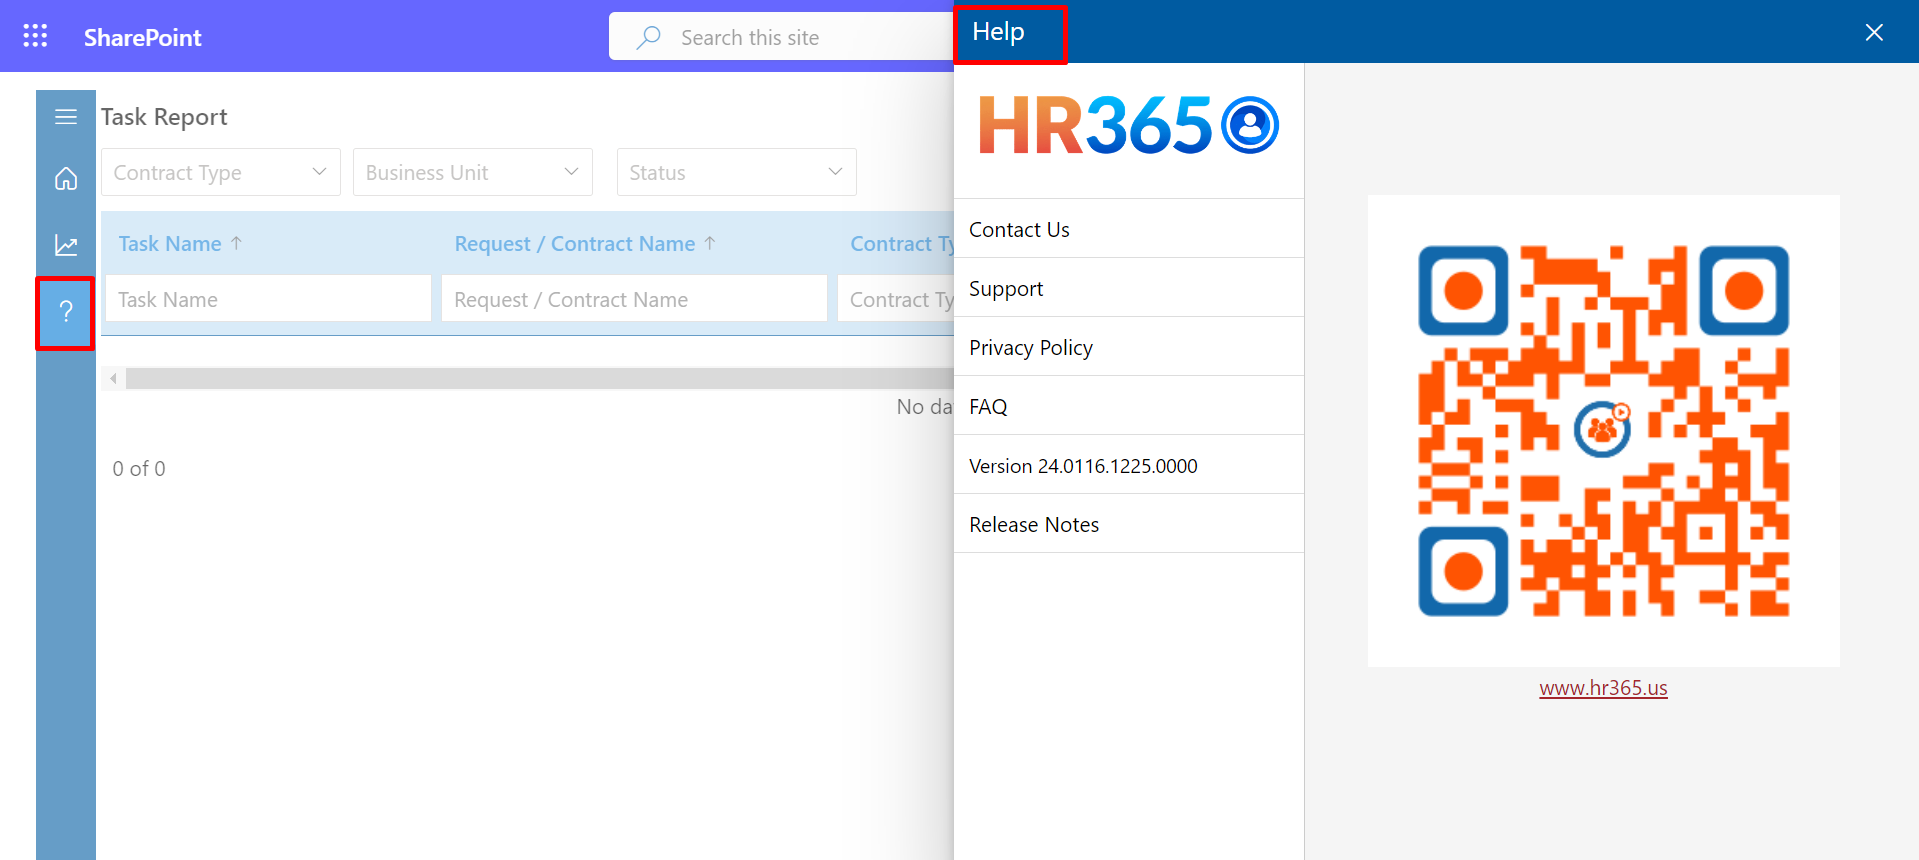 SharePoint
Search this site
Help
Task Report
Contract Type
Business Unit
Status
Task Name
Request / Contract Name
Contract Ty
Task Name
Request / Contract Name
Contract Ty
No da
0 of 0
HR365
Contact Us
Support
Privacy Policy
FAQ
Version 24.0116.1225.0000
Release Notes
www.hr365.us